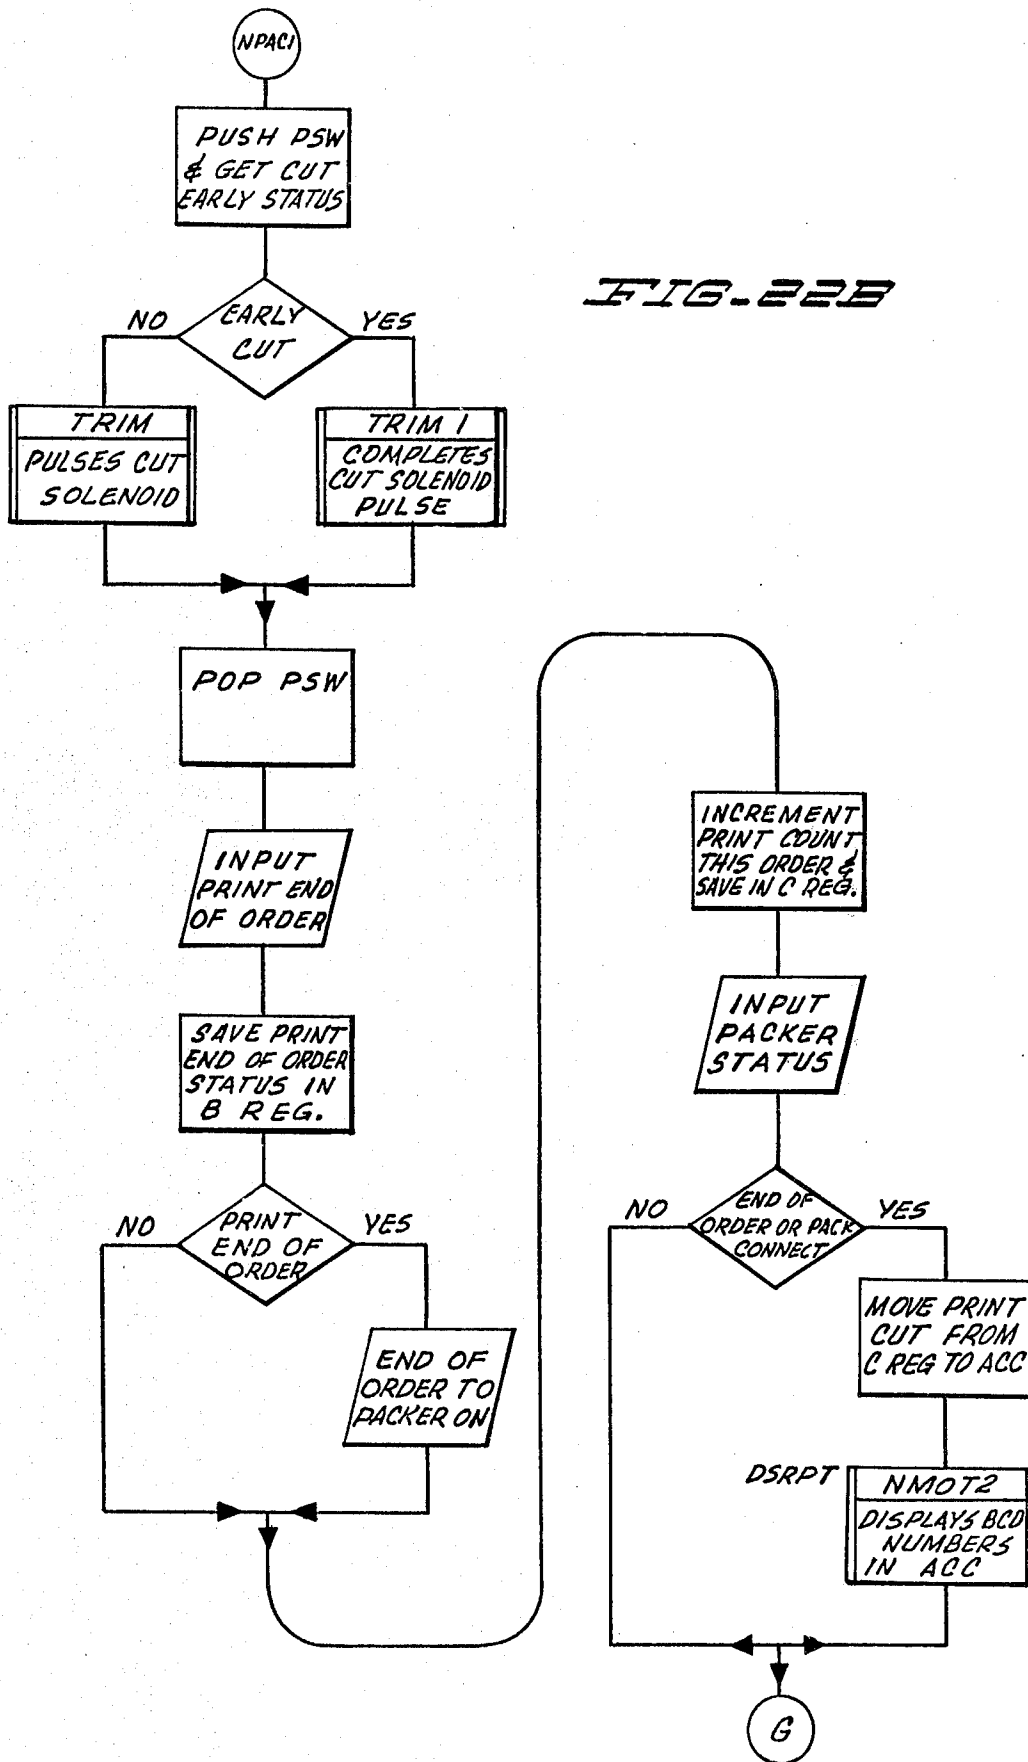 NPAC1
PUSH PSW
& GET CUT
EARLY STATUS
FIG-22B
EARLY
CUT
NO
YES
TRIM
PULSES CUT
SOLENOID
TRIM 1
COMPLETES
CUT SOLENOID
PULSE
POP PSW
INPUT
PRINT END
OF ORDER
SAVE PRINT
END OF ORDER
STATUS IN
B REG.
NO
PRINT
END OF
ORDER
YES
END OF
ORDER TO
PACKER ON
INCREMENT
PRINT COUNT
THIS ORDER &
SAVE IN C REG.
INPUT
PACKER
STATUS
NO
END OF
ORDER OR PACK
CONNECT
YES
MOVE PRINT
CUT FROM
C REG TO ACC
DSRPT
NMOT2
DISPLAYS BCD
NUMBERS
IN ACC
G